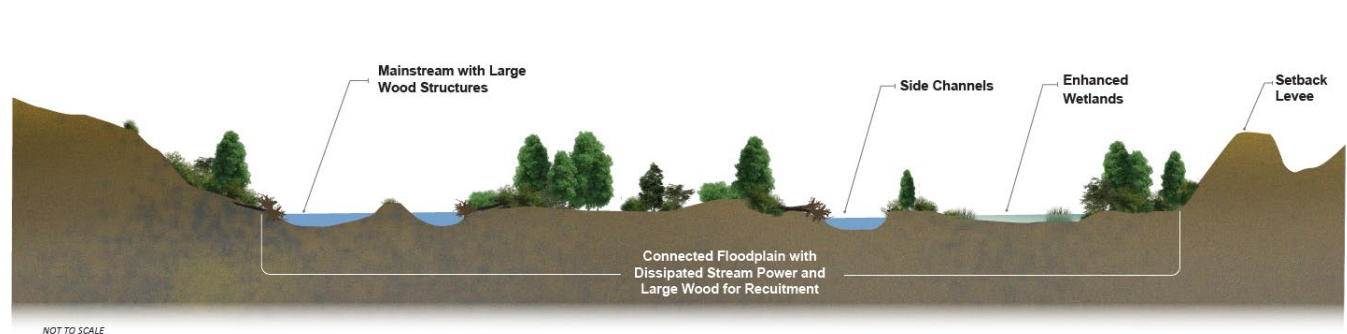 Mainstream with Large
Wood Structures
Side Channels
Enhanced
Wetlands
Setback
Levee
Connected Floodplain with
Dissipated Stream Power and
Large Wood for Recuitment
NOT TO SCALE